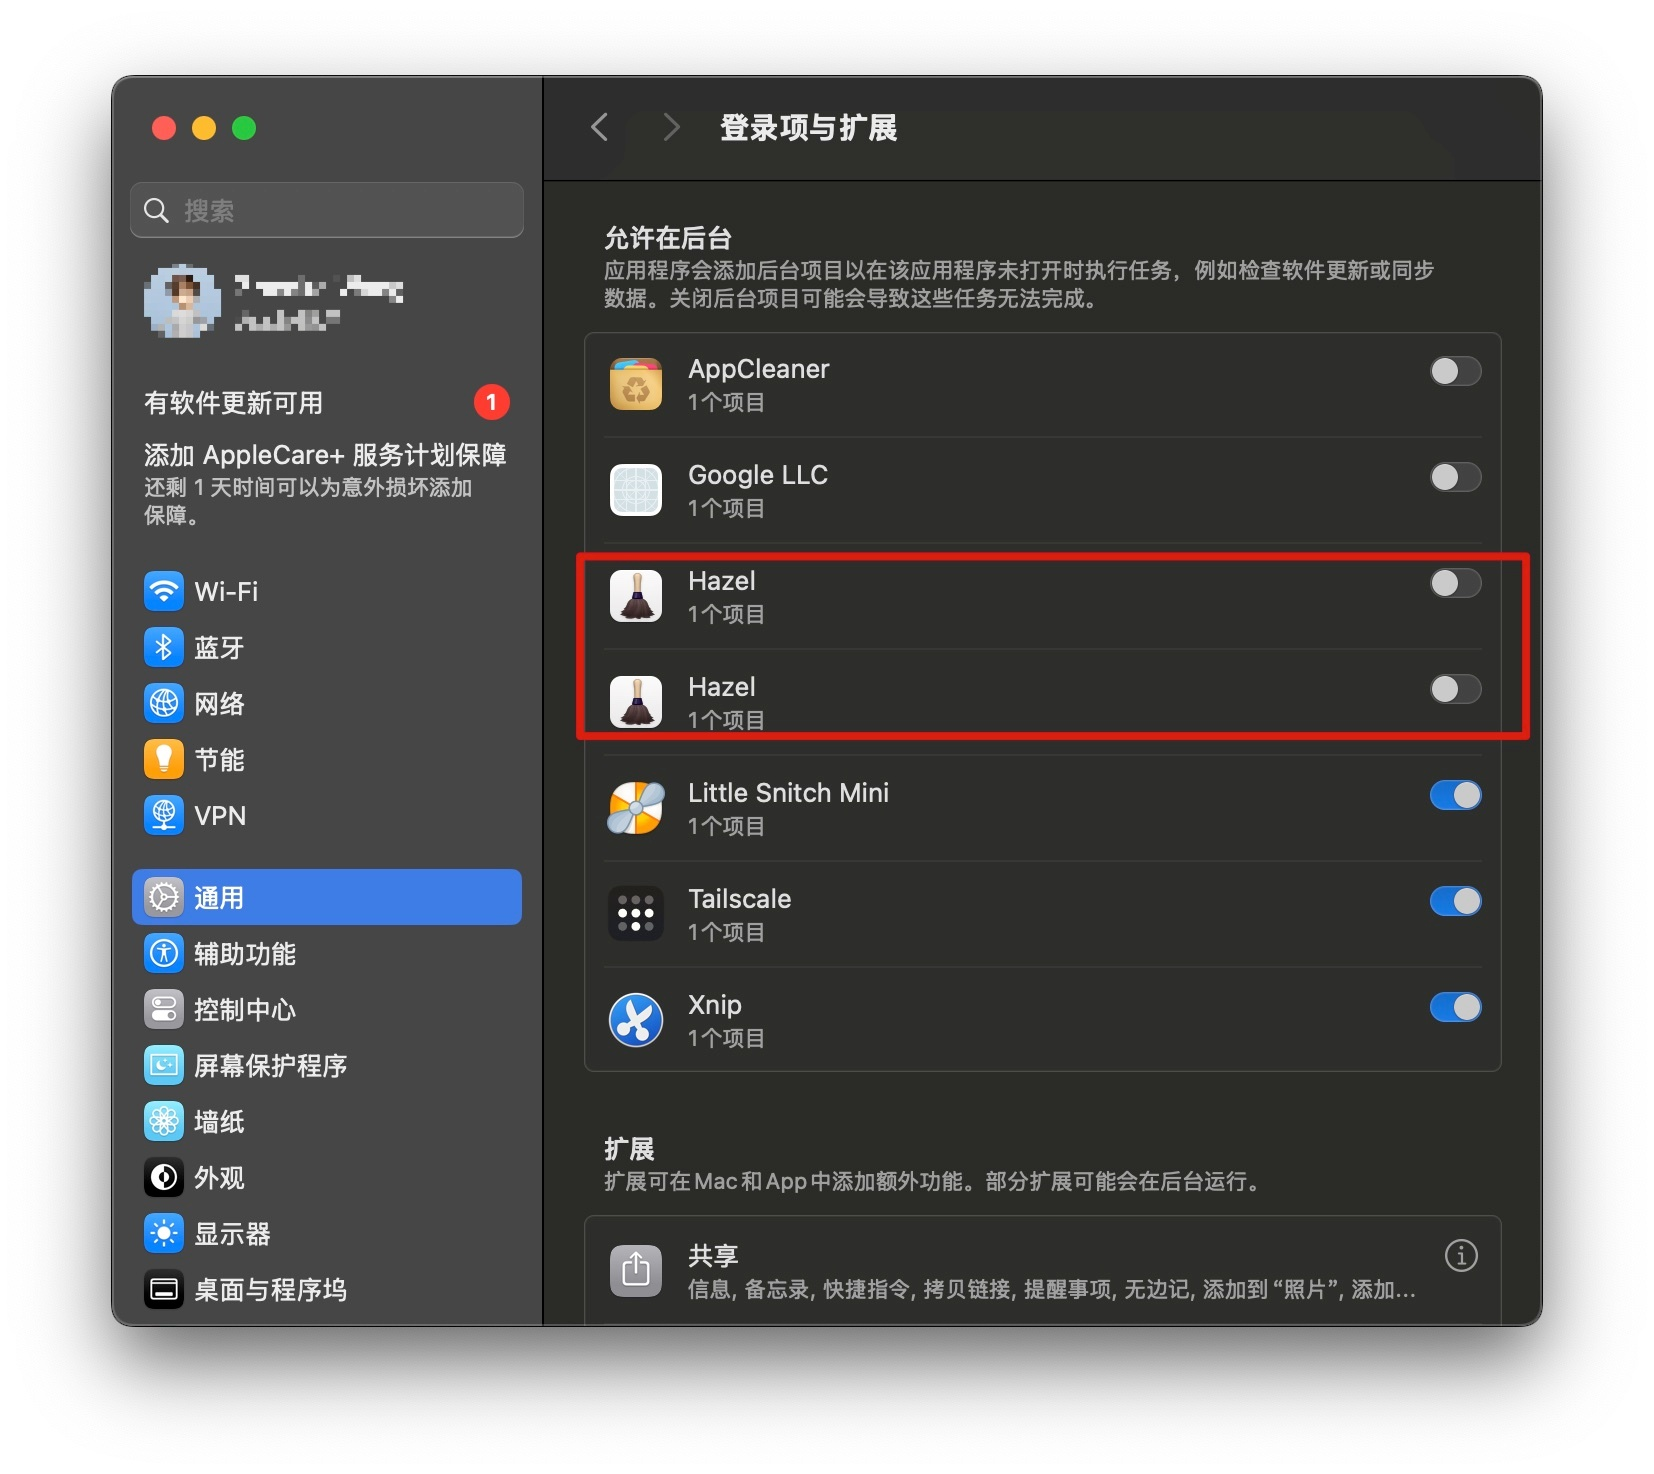 搜索
有软件更新可用
1
添加 AppleCare+ 服务计划保障
还剩 1 天时间可以为意外损坏添加
保障。
Wi-Fi
蓝牙
网络
节能
VPN
通用
辅助功能
控制中心
屏幕保护程序
墙纸
外观
显示器
桌面与程序坞
登录项与扩展
允许在后台
应用程序会添加后台项目以在该应用程序未打开时执行任务，例如检查软件更新或同步
数据。关闭后台项目可能会导致这些任务无法完成。
AppCleaner
1个项目
Google LLC
1个项目
Hazel
1个项目
Hazel
1个项目
Little Snitch Mini
1个项目
Tailscale
1个项目
Xnip
1个项目
扩展
扩展可在Mac和App中添加额外功能。部分扩展可能会在后台运行。
共享
信息, 备忘录, 快捷指令, 拷贝链接, 提醒事项, 无边记, 添加到“照片”, 添加...